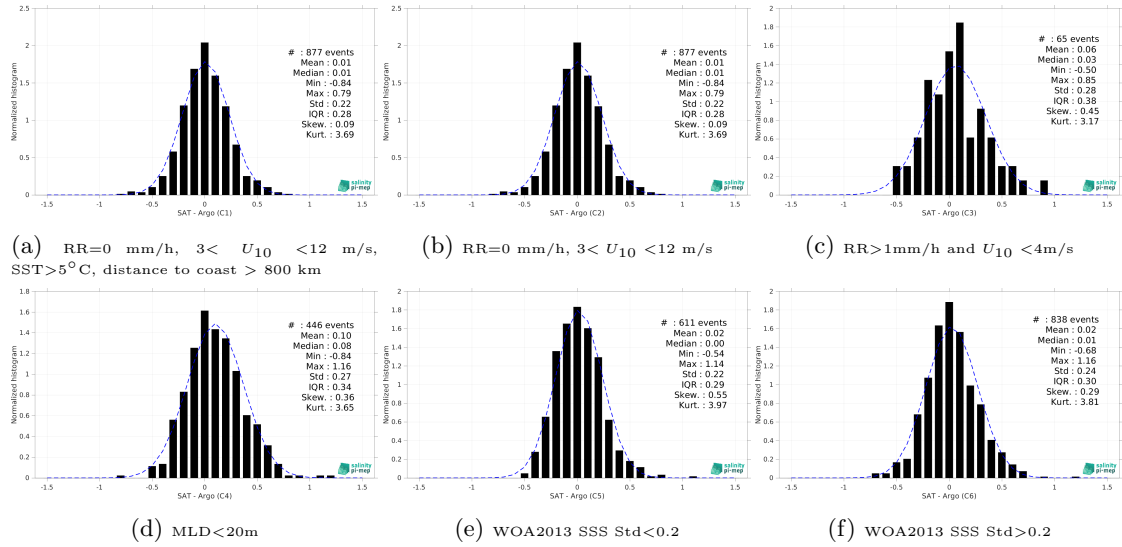 2.5
2
1.5
1
0.5
0
Normalized histogram
# : 877 events
Mean : 0.01
Median : 0.01
Min : -0.84
Max : 0.79
Std : 0.22
IQR : 0.28
Skew. : 0.09
Kurt. : 3.69
salinity
pi-mep
-1.5 -1 -0.5 0 0.5 1 1.5
SAT - Argo (C1)
(a) RR=0 mm/h, 3< U10 <12 m/s,
SST>5°C, distance to coast > 800 km
2.5
2
1.5
1
0.5
0
Normalized histogram
# : 877 events
Mean : 0.01
Median : 0.01
Min : -0.84
Max : 0.79
Std : 0.22
IQR : 0.28
Skew. : 0.09
Kurt. : 3.69
salinity
pi-mep
-1.5 -1 -0.5 0 0.5 1 1.5
SAT - Argo (C2)
(b) RR=0 mm/h, 3< U10 <12 m/s
2
1.8
1.6
1.4
1.2
1
0.8
0.6
0.4
0.2
0
Normalized histogram
# : 65 events
Mean : 0.06
Median : 0.03
Min : -0.50
Max : 0.85
Std : 0.28
IQR : 0.38
Skew. : 0.45
Kurt. : 3.17
salinity
pi-mep
-1.5 -1 -0.5 0 0.5 1 1.5
SAT - Argo (C3)
(c) RR>1mm/h and U10 <4m/s
1.8
1.6
1.4
1.2
1
0.8
0.6
0.4
0.2
0
Normalized histogram
# : 446 events
Mean : 0.10
Median : 0.08
Min : -0.84
Max : 1.16
Std : 0.27
IQR : 0.34
Skew. : 0.36
Kurt. : 3.65
salinity
pi-mep
-1.5 -1 -0.5 0 0.5 1 1.5
SAT - Argo (C4)
(d) MLD<20m
2
1.8
1.6
1.4
1.2
1
0.8
0.6
0.4
0.2
0
Normalized histogram
# : 611 events
Mean : 0.02
Median : 0.00
Min : -0.54
Max : 1.14
Std : 0.22
IQR : 0.29
Skew. : 0.55
Kurt. : 3.97
salinity
pi-mep
-1.5 -1 -0.5 0 0.5 1 1.5
SAT - Argo (C5)
(e) WOA2013 SSS Std<0.2
2
1.8
1.6
1.4
1.2
1
0.8
0.6
0.4
0.2
0
Normalized histogram
# : 838 events
Mean : 0.02
Median : 0.01
Min : -0.68
Max : 1.16
Std : 0.24
IQR : 0.30
Skew. : 0.29
Kurt. : 3.81
salinity
pi-mep
-1.5 -1 -0.5 0 0.5 1 1.5
SAT - Argo (C6)
(f) WOA2013 SSS Std>0.2